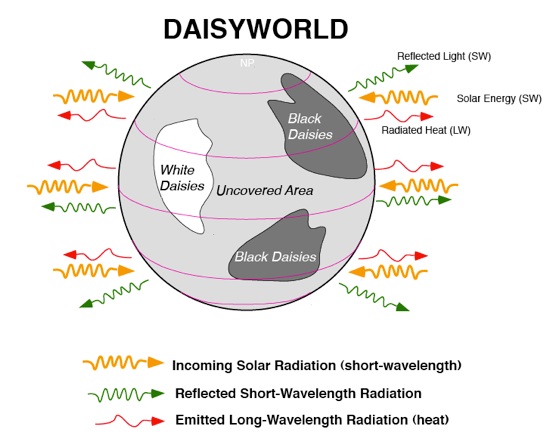 DAISYWORLD
Reflected Light (SW)
NP
Solar Energy (SW)
Black
Daisies
Radiated Heat (LW)
White
Daisies
Uncovered Area
Black Daisies
Incoming Solar Radiation (short-wavelength)
Reflected Short-Wavelength Radiation
Emitted Long-Wavelength Radiation (heat)